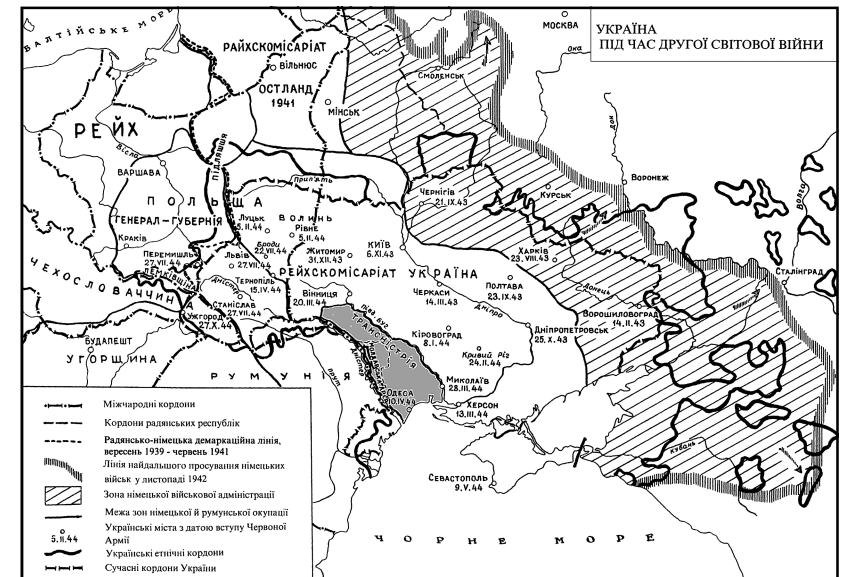 УКРАЇНА
ПІД ЧАС ДРУГОЇ СВІТОВОЇ ВІЙНИ
БАЛТІЙСЬКЕ МОРЕ
МОСКВА
Ока
РАЙХСКОМІСАРІАТ
ВІЛЬНЮС
ОСТЛАНД
1941
СМОЛЕНСЬК
МІНСЬК
РЕЙХ
Вісла
ПІДЛЯШШЯ
ВАРШАВА
Прип'ять
ДОН
ВОРОНЕЖ
Волга
КУРСЬК
ЧЕРНІГІВ
21.IX.43
ПОЛЬЩА
ГЕНЕРАЛ-ГУБЕРНІЯ
ЛУЦЬК
5.II.44
ВОЛИНЬ
РІВНЕ
5.II.44
Броди
22.VII.44
ЖИТОМИР
31.XII.43
КИЇВ
6.XI.43
ХАРКІВ
23.VIII.43
КРАКІВ
ПЕРЕМИШЛЬ
27.VII.44
ЛЬВІВ
27.VII.44
ЛЕМКІВЩИНА
РЕЙХСКОМІСАРІАТ УКРАЇНА
СТАЛІНГРАД
ЧЕХОСЛОВАЧЧИНА
Дністер
ТЕРНОПІЛЬ
15.IV.44
ВІННИЦЯ
20.III.44
ЧЕРКАСИ
14.III.43
ПОЛТАВА
23.IX.43
Донець
СТАНІСЛАВ
27.VII.44
Дніпро
ВОРОШИЛОВГРАД
14.II.43
УЖГОРОД
27.X.44
Півд. Буг
ТРАНСНІСТРІЯ
Дністер
КІРОВОГРАД
8.I.44
ДНІПРОПЕТРОВСЬК
25.X.43
БУДАПЕШТ
УГОРЩИНА
Кривий Ріг
24.II.44
РУМУНІЯ
прут
МИКОЛАЇВ
28.III.44
ОДЕСА
10.IV.44
ХЕРСОН
13.III.44
Кубань
СЕВАСТОПОЛЬ
9.V.44
ЧОРНЕ МОРЕ
Міжнародні кордони
Кордони радянських республік
Радянсько-німецька демаркаційна лінія,
вересень 1939 - червень 1941
Лінія найдальшого просування німецьких
військ у листопаді 1942
Зона німецької військової адміністрації
Межа зон німецької й румунської окупації
5.II.44
Українські міста з датою вступу Червоної
Армії
Українські етнічні кордони
Сучасні кордони України